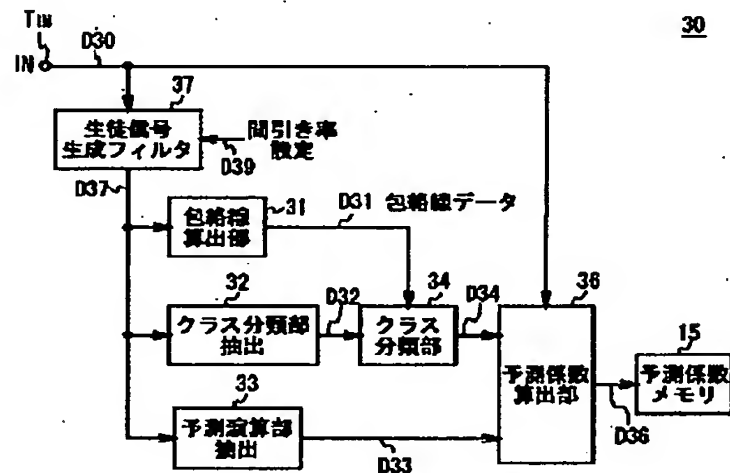 30
TIN
IN
D30
37
生徒信号
生成フィルタ
間引き率
設定
D39
D37
31
包絡線
算出部
D31 包絡線データ
32
クラス分類部
抽出
D32
34
クラス
分類部
D34
36
予測係数
算出部
15
予測係数
メモリ
D36
33
予測演算部
抽出
D33